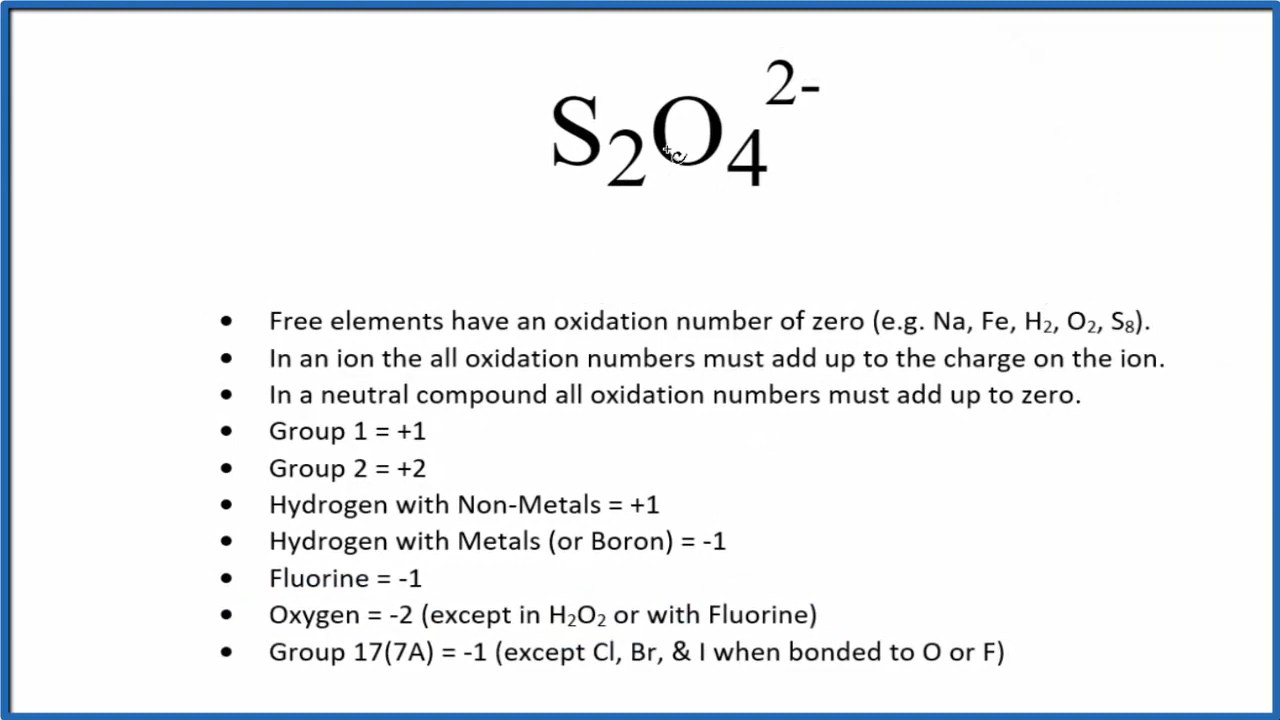 S₂O₄²⁻
• Free elements have an oxidation number of zero (e.g. Na, Fe, H₂, O₂, S₈).
• In an ion the all oxidation numbers must add up to the charge on the ion.
• In a neutral compound all oxidation numbers must add up to zero.
• Group 1 = +1
• Group 2 = +2
• Hydrogen with Non-Metals = +1
• Hydrogen with Metals (or Boron) = -1
• Fluorine = -1
• Oxygen = -2 (except in H₂O₂ or with Fluorine)
• Group 17(7A) = -1 (except Cl, Br, & I when bonded to O or F)